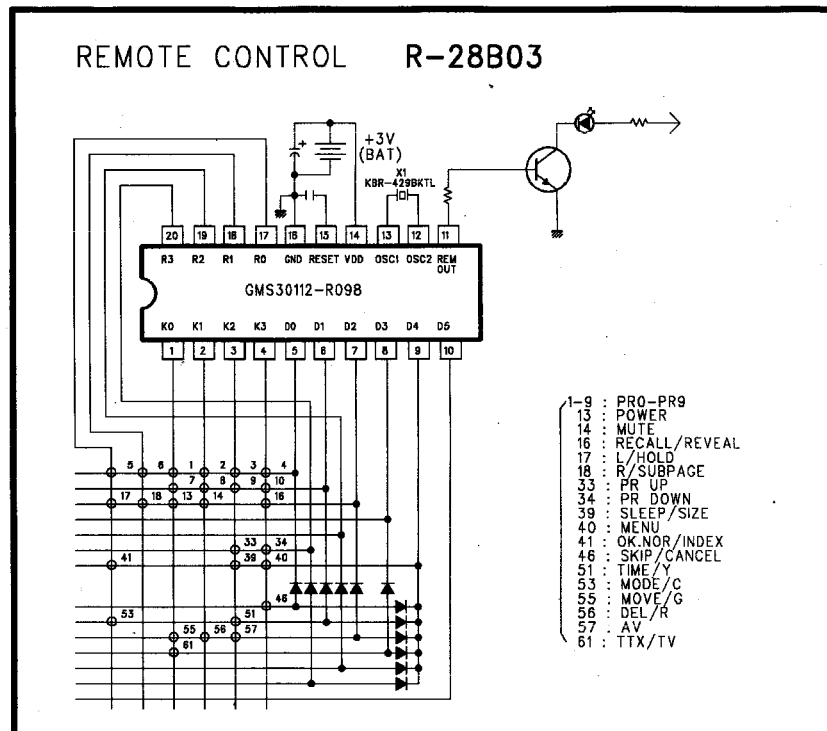 REMOTE CONTROL R-28B03
+3V
(BAT)
X1
KBR-429BKTL
20 19 18 17 16 15 14 13 12 11
R3 R2 R1 R0 GND RESET VDD OSC1 OSC2 REM OUT
GMS30112-R098
K0 K1 K2 K3 D0 D1 D2 D3 D4 D5
1 2 3 4 5 6 7 8 9 10
5 6 1 2 3 4
7 8 9 10
17 18 13 14 16
33 34
41 39 40
46
53 51
55 56 57
61
1-9 : PR0-PR9
13 : POWER
14 : MUTE
16 : RECALL/REVEAL
17 : L/HOLD
18 : R/SUBPAGE
33 : PR UP
34 : PR DOWN
39 : SLEEP/SIZE
40 : MENU
41 : OK.NOR/INDEX
46 : SKIP/CANCEL
51 : TIME/Y
53 : MODE/C
55 : MOVE/G
56 : DEL/R
57 : AV
61 : TTX/TV